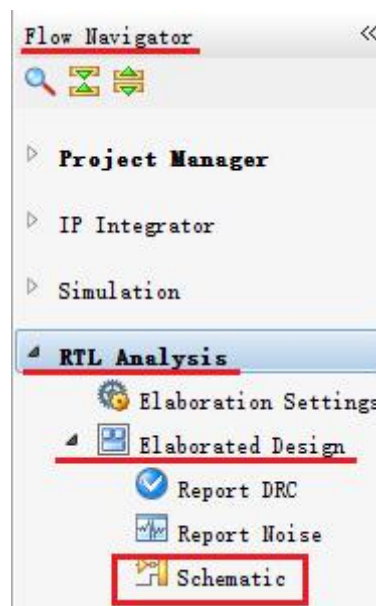 Flow Navigator
Project Manager
IP Integrator
Simulation
RTL Analysis
Elaboration Settings
Elaborated Design
Report DRC
Report Noise
Schematic